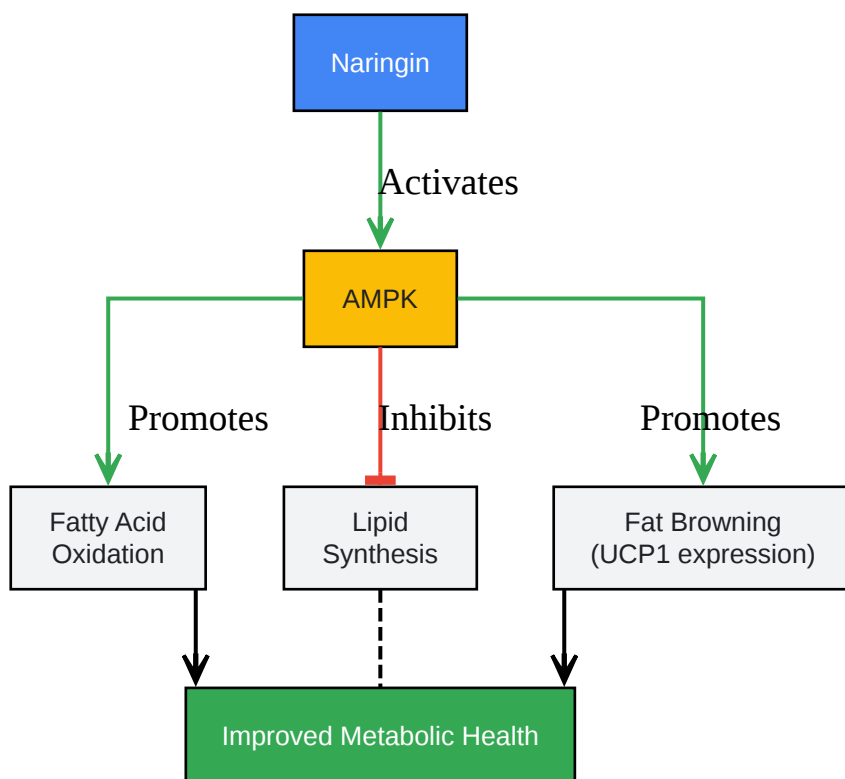 Naringin
Activates
AMPK
Promotes
Inhibits
Promotes
Fatty Acid
Oxidation
Lipid
Synthesis
Fat Browning
(UCP1 expression)
Improved Metabolic Health